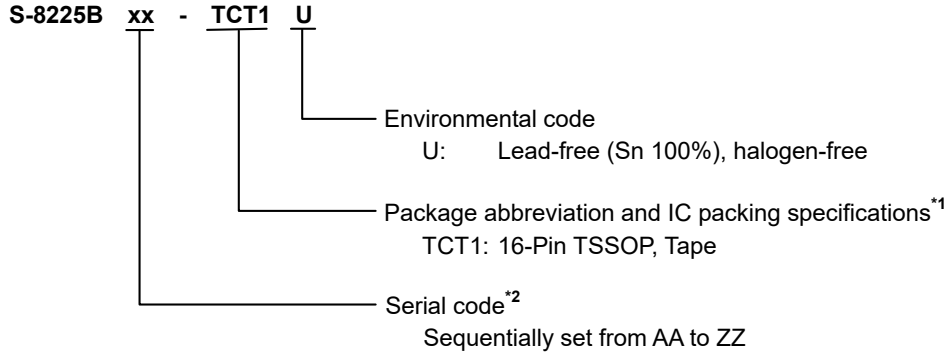 S-8225B xx - TCT1 U
Environmental code
U: Lead-free (Sn 100%), halogen-free
Package abbreviation and IC packing specifications*1
TCT1: 16-Pin TSSOP, Tape
Serial code*2
Sequentially set from AA to ZZ